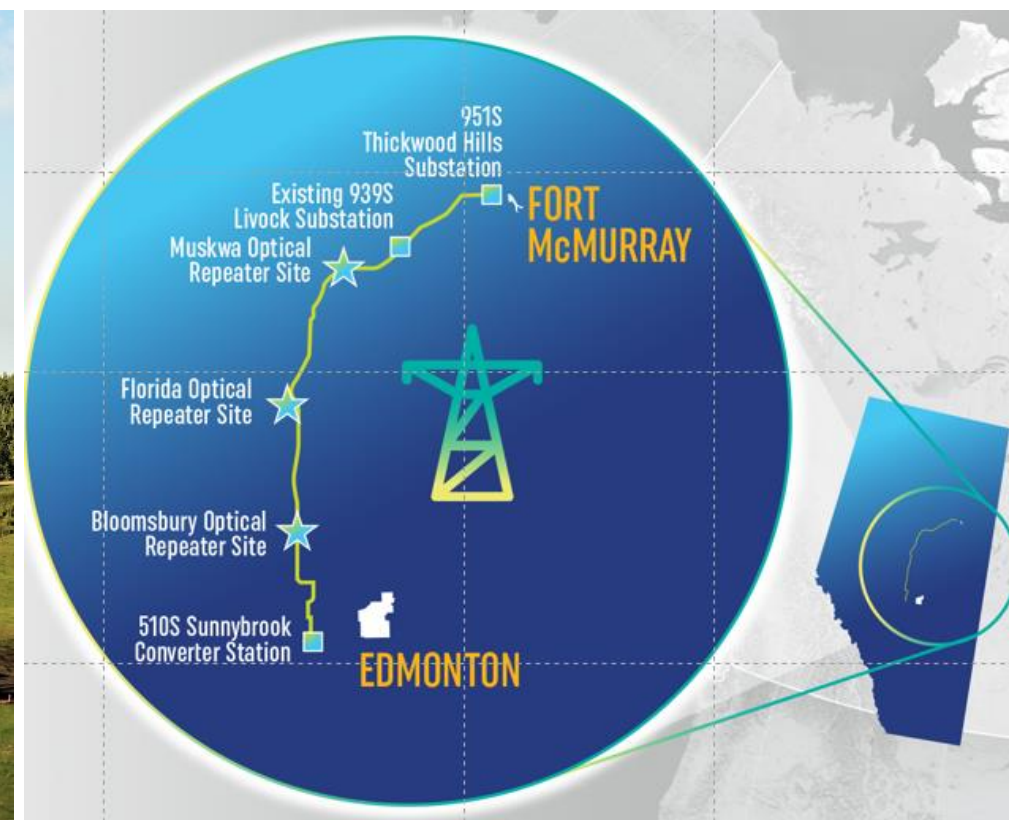 951S
Thickwood Hills
Substation
Existing 939S
Livock Substation
FORT
McMURRAY
Muskwa Optical
Repeater Site
Florida Optical
Repeater Site
Bloomsbury Optical
Repeater Site
510S Sunnybrook
Converter Station
EDMONTON